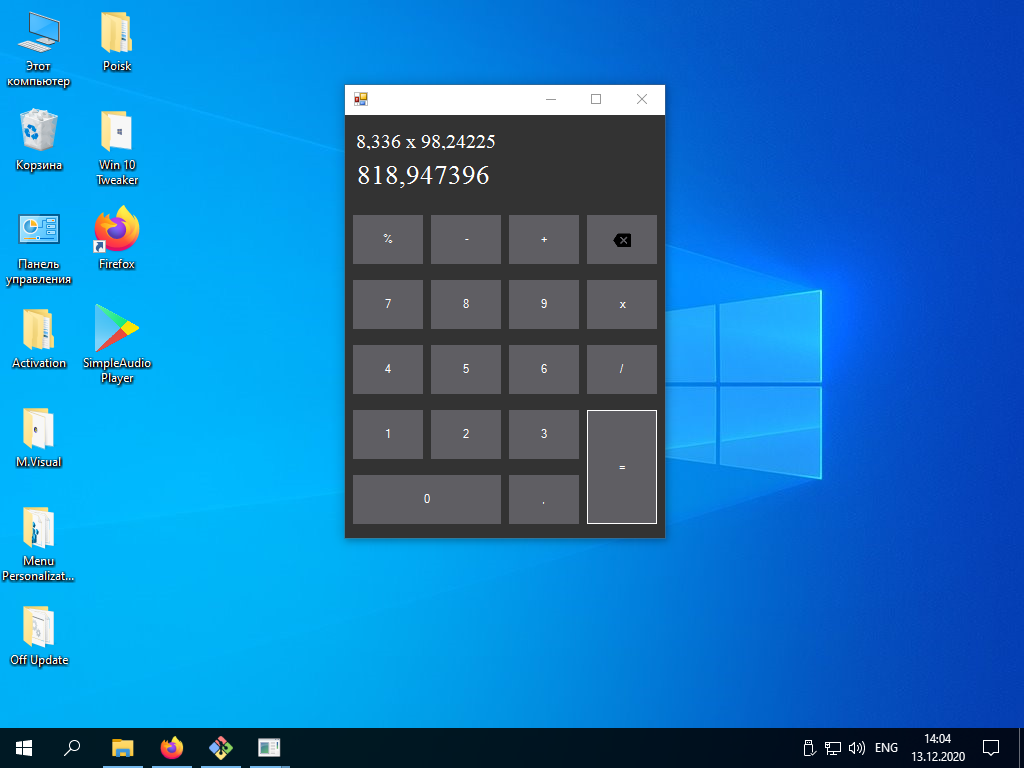 Этот
компьютер
Poisk
Корзина
Win 10
Tweaker
Панель
управления
Firefox
Activation
SimpleAudio
Player
M.Visual
Menu
Personalizat...
Off Update
8,336 x 98,24225
818,947396
% - +
7 8 9 x
4 5 6 /
1 2 3
=
0 .
ENG
14:04
13.12.2020